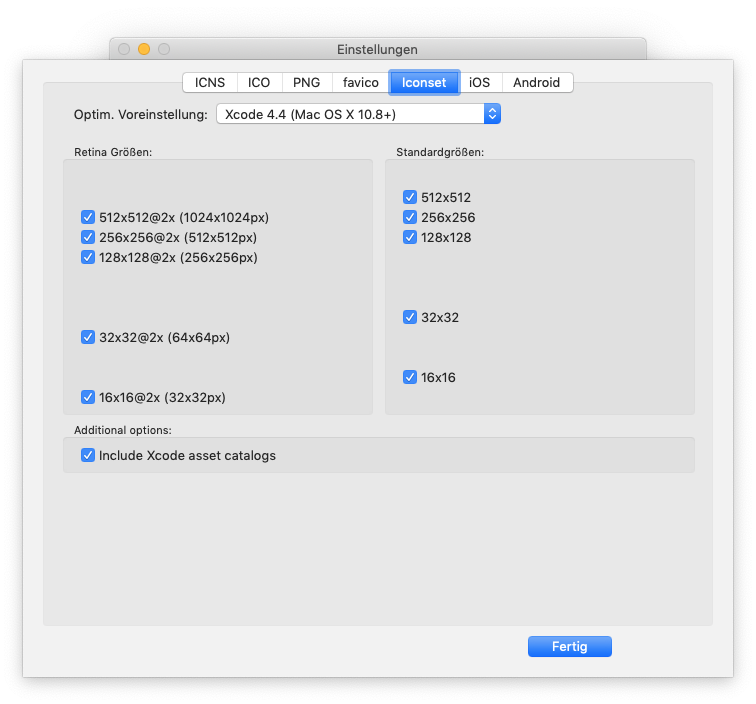 Einstellungen
ICNS ICO PNG favico Iconset iOS Android
Optim. Voreinstellung: Xcode 4.4 (Mac OS X 10.8+)
Retina Größen:
512x512@2x (1024x1024px)
256x256@2x (512x512px)
128x128@2x (256x256px)
32x32@2x (64x64px)
16x16@2x (32x32px)
Standardgrößen:
512x512
256x256
128x128
32x32
16x16
Additional options:
Include Xcode asset catalogs
Fertig